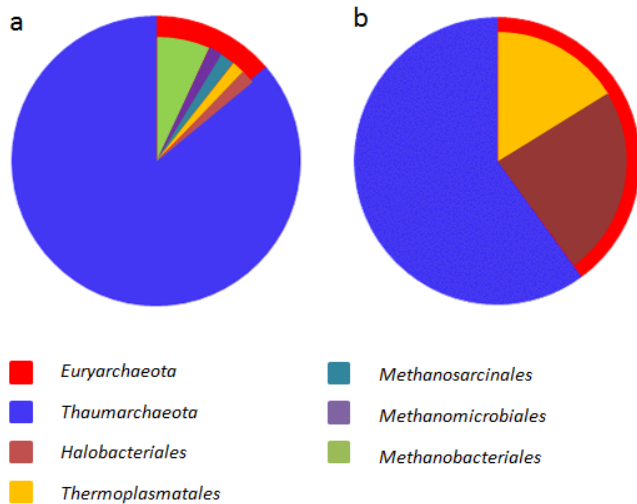 a
b
Euryarchaeota
Thaumarchaeota
Halobacteriales
Thermoplasmatales
Methanosarcinales
Methanomicrobiales
Methanobacteriales